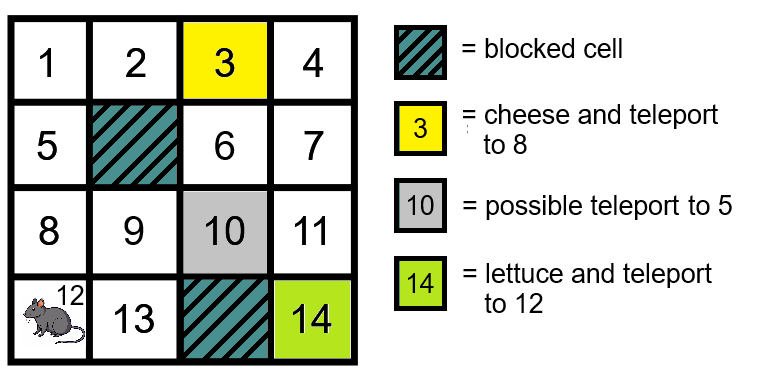 1 2 3 4
5 6 7
8 9 10 11
12 13 14
= blocked cell
3 = cheese and teleport
to 8
10 = possible teleport to 5
14 = lettuce and teleport
to 12